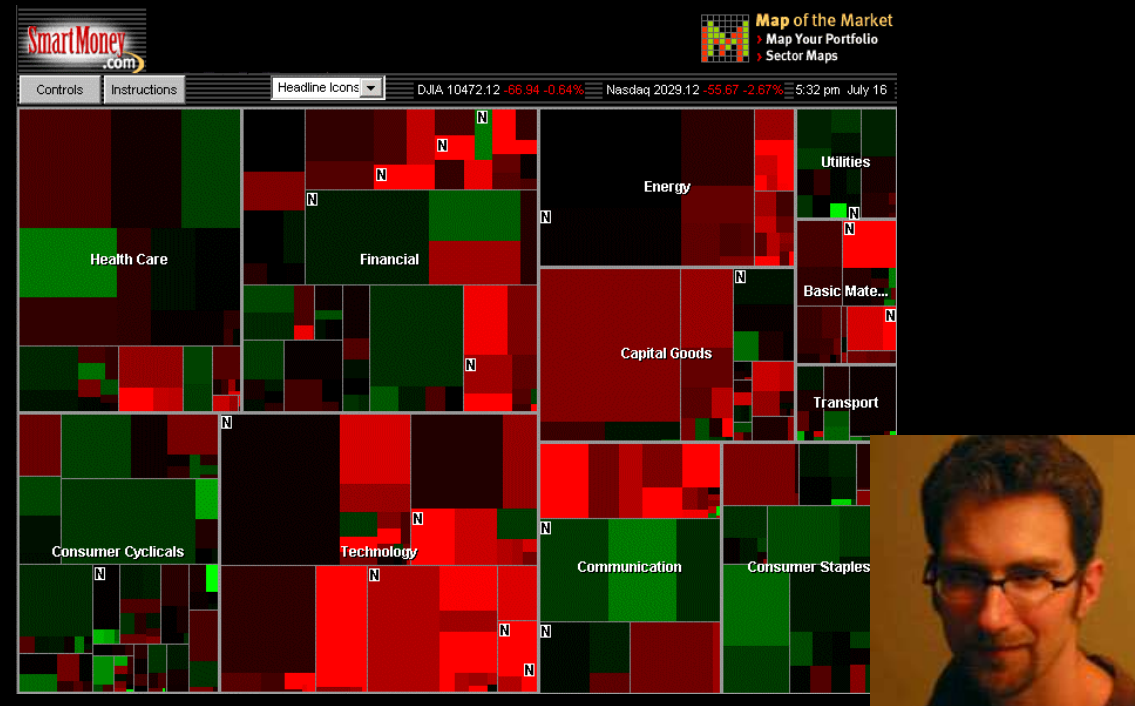 SmartMoney
.com
Map of the Market
Map Your Portfolio
Sector Maps
Controls
Instructions
Headline Icons
DJIA 10472.12 -66.94 -0.64%
Nasdaq 2029.12 -55.67 -2.67%
5:32 pm July 16
N
N
N
N
N
N
N
N
N
N
N
Utilities
Energy
Health Care
Financial
Basic Mate...
Capital Goods
Transport
N
N
N
N
N
N
N
N
Consumer Cyclicals
Technology
Communication
Consumer Staples